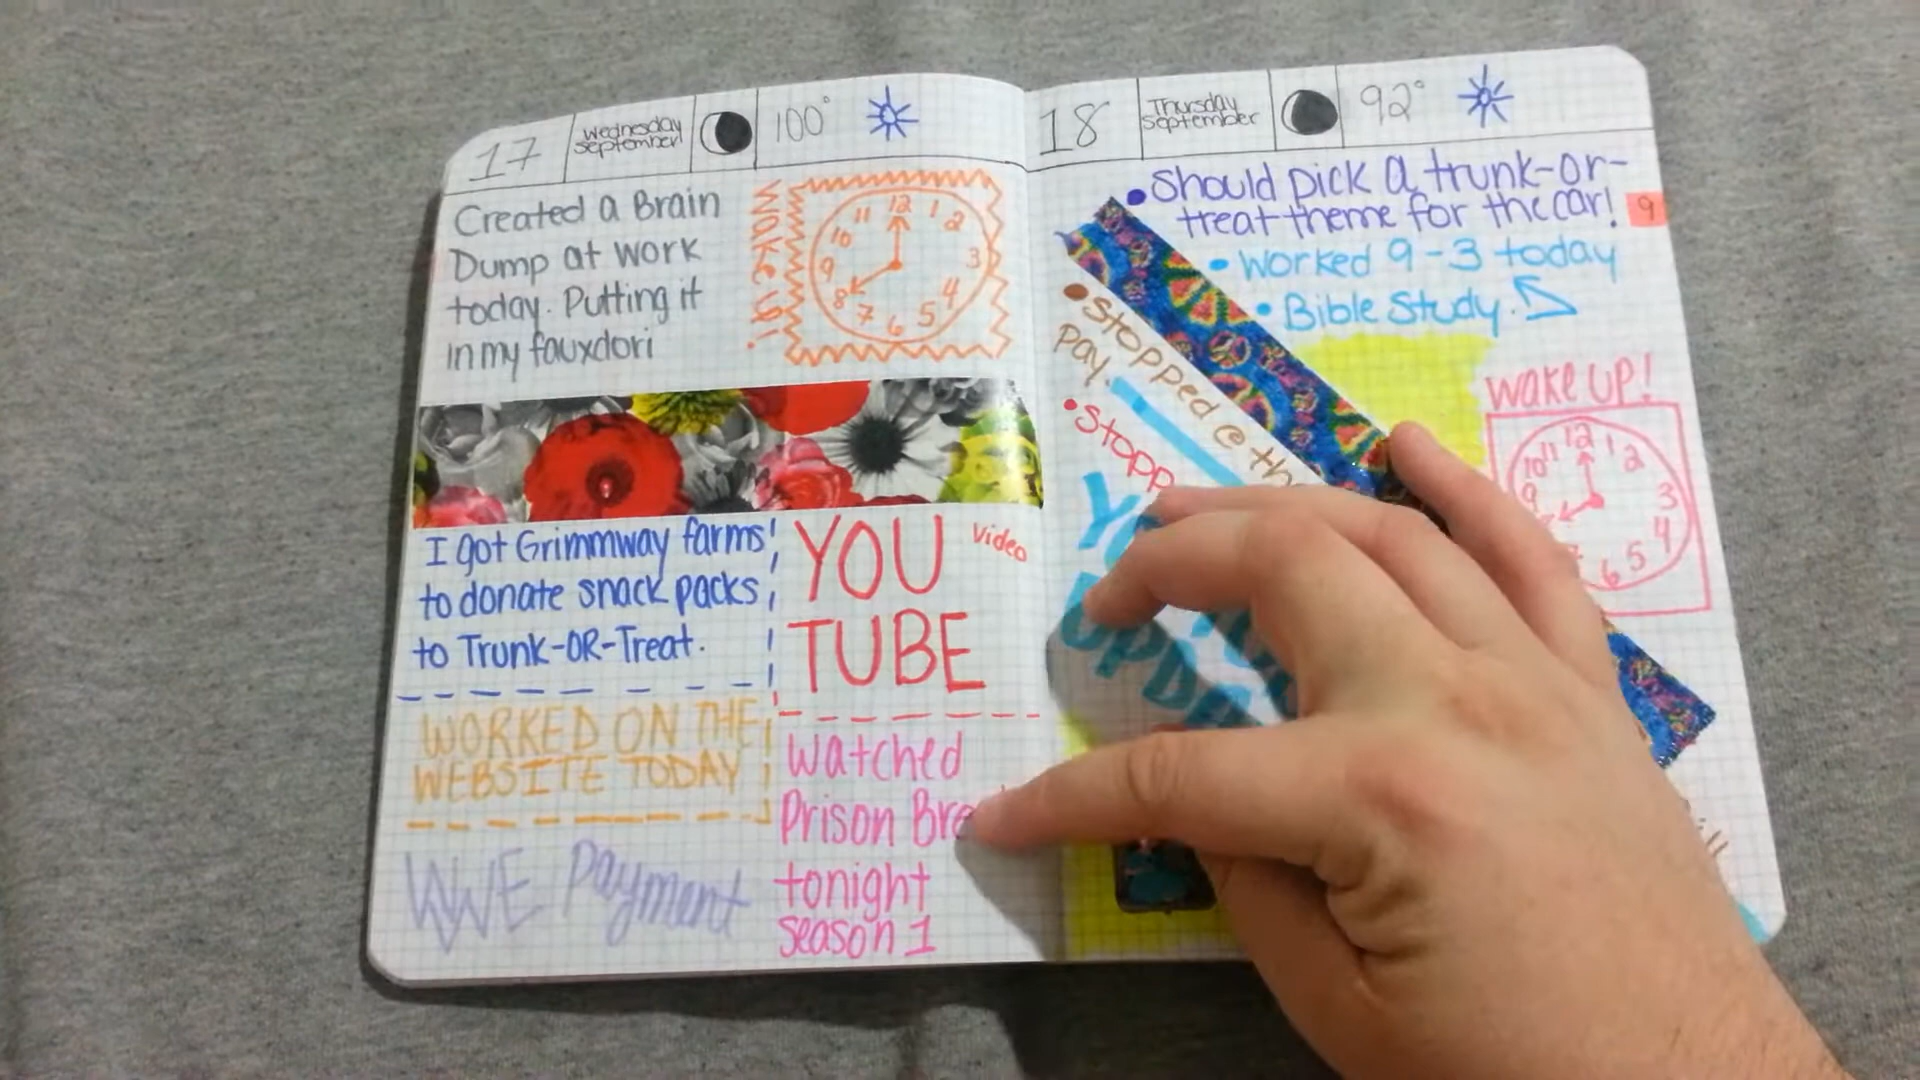 17
Wednesday
September
100°
Created a Brain
Dump at work
today. Putting it
in my fauxdori
Wake up!
12
1
2
3
4
5
6
7
8
9
10
11
I got Grimmway farms
to donate snack packs
to Trunk-OR-Treat.
YOU
TUBE
Video
WORKED ON THE
WEBSITE TODAY
Payment
Watched
Prison
tonight
season 1
18
Thursday
September
92°
• Should pick a trunk-or-
treat theme for the car!
9
• Worked 9-3 today
• Bible Study.
• Stopped @
pay.
• Stopp
Wake up!
12
1
2
3
4
5
6
9
10
11